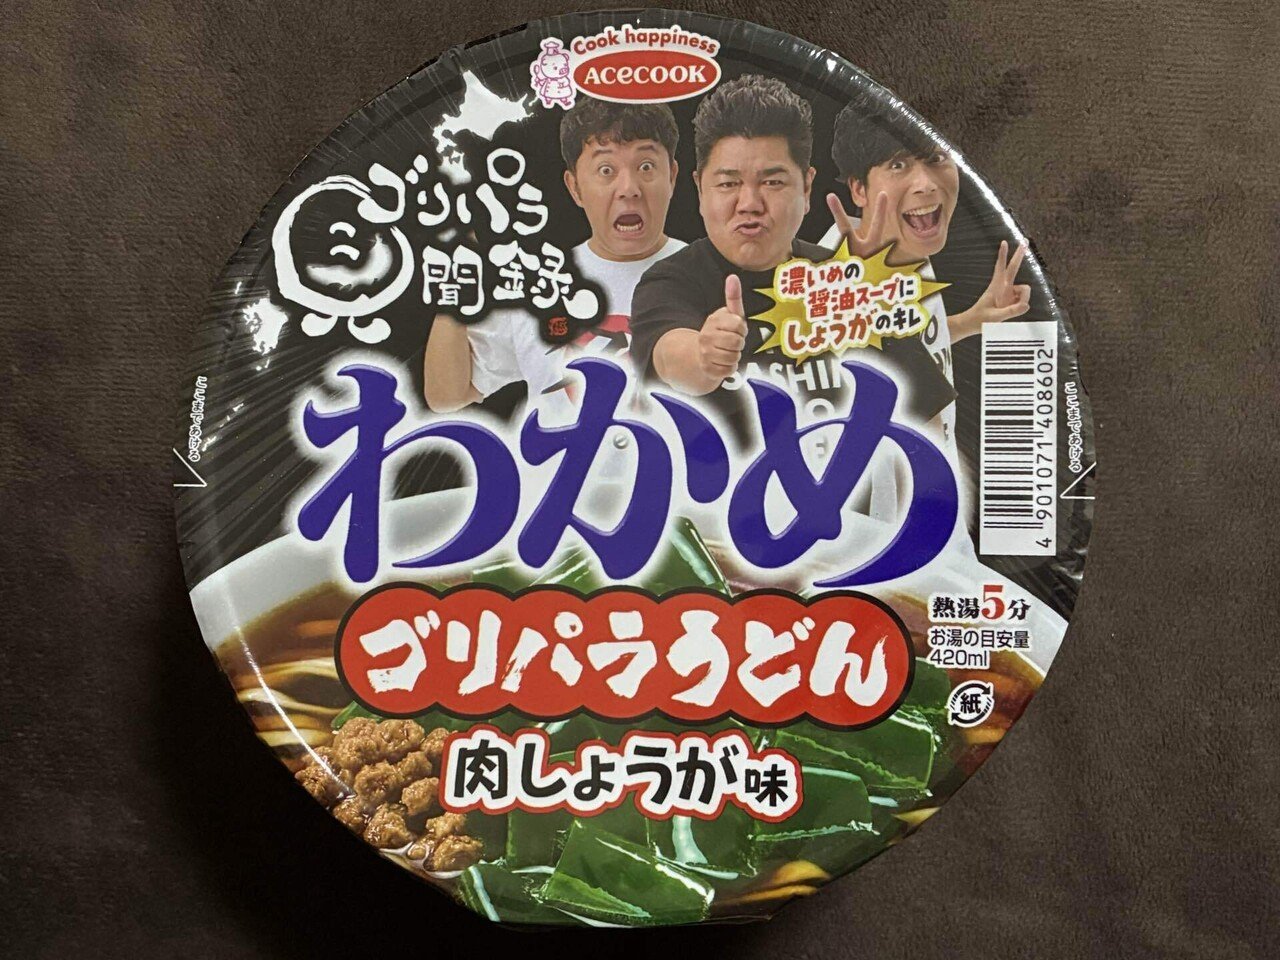 Cook happiness
ACECOOK
ゴリパラ
聞録
濃いめの
醤油スープに
しょうがのキレ
わかめ
ゴリパラうどん
肉しょうが味
熱湯5分
お湯の目安量
420ml
紙
ここまであける
ここまであける
4 901071 408602